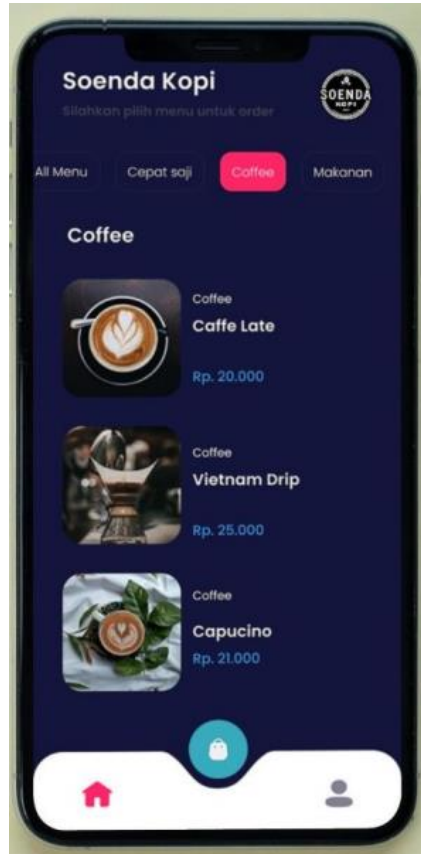 Soenda Kopi
Silahkan pilih menu untuk order
SOENDA
KOPI
All Menu
Cepat saji
Coffee
Makanan
Coffee
Coffee
Caffe Late
Rp. 20.000
Coffee
Vietnam Drip
Rp. 25.000
Coffee
Capucino
Rp. 21.000